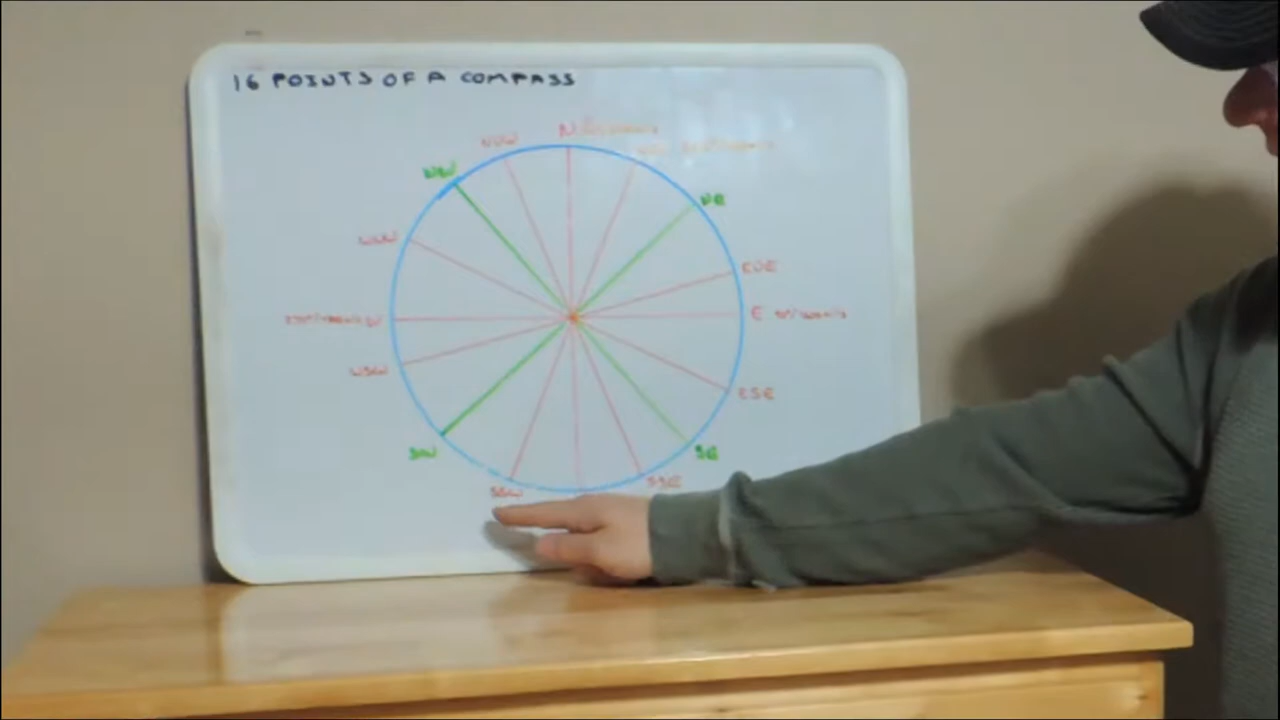 16 POINTS OF A COMPASS
N
NNW
NW
NE
WNW
ENE
W
E
WSW
ESE
SW
SE
SSW
SSE